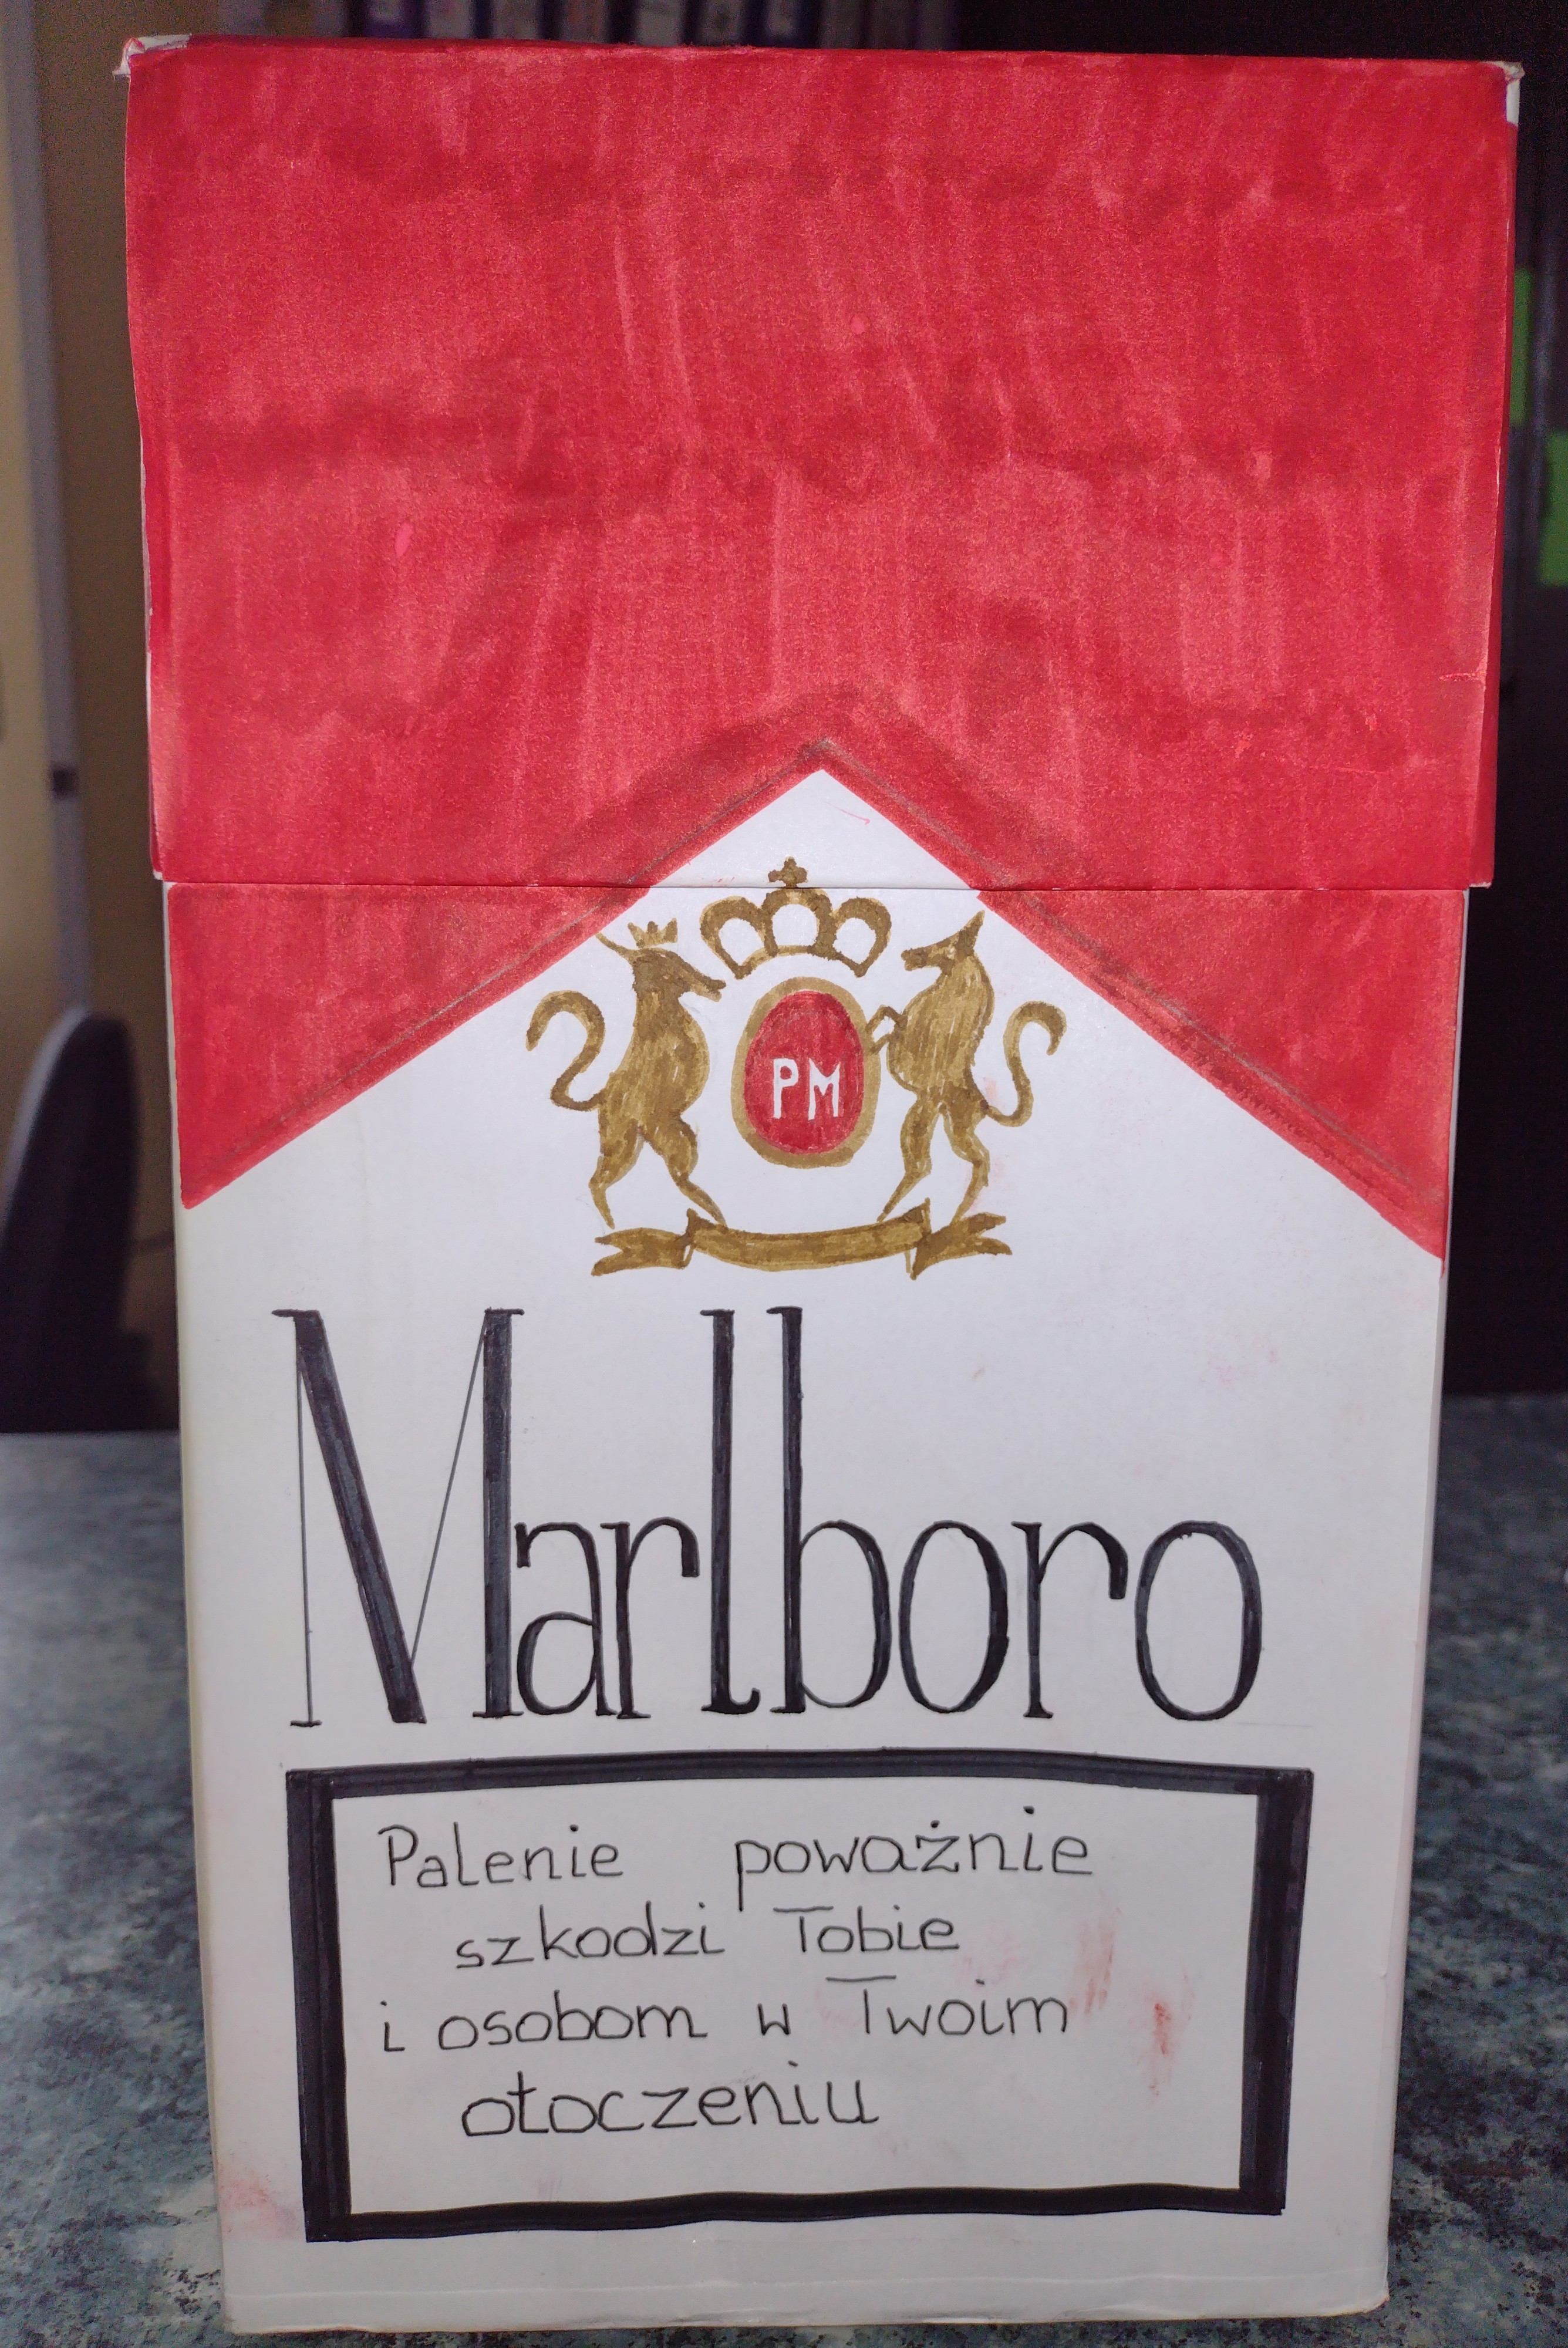 PM
Marlboro
Palenie poważnie
szkodzi Tobie
i osobom w Twoim
otoczeniu